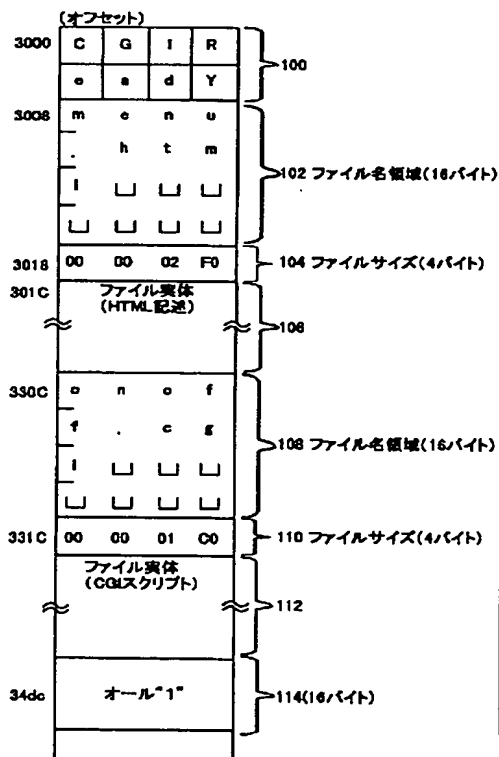 (オフセット)
3000 C G I R
e a d Y 100
3008 m e n u
. h t m
l ␣ ␣ ␣ 102 ファイル名領域(16バイト)
␣ ␣ ␣ ␣
3018 00 00 02 F0 104 ファイルサイズ(4バイト)
301C ファイル実体
(HTML記述)
106
330C o n o f
f . c g
i ␣ ␣ ␣ 108 ファイル名領域(16バイト)
␣ ␣ ␣ ␣
331C 00 00 01 C0 110 ファイルサイズ(4バイト)
ファイル実体
(CGIスクリプト)
112
34dc オール"1" 114(16バイト)